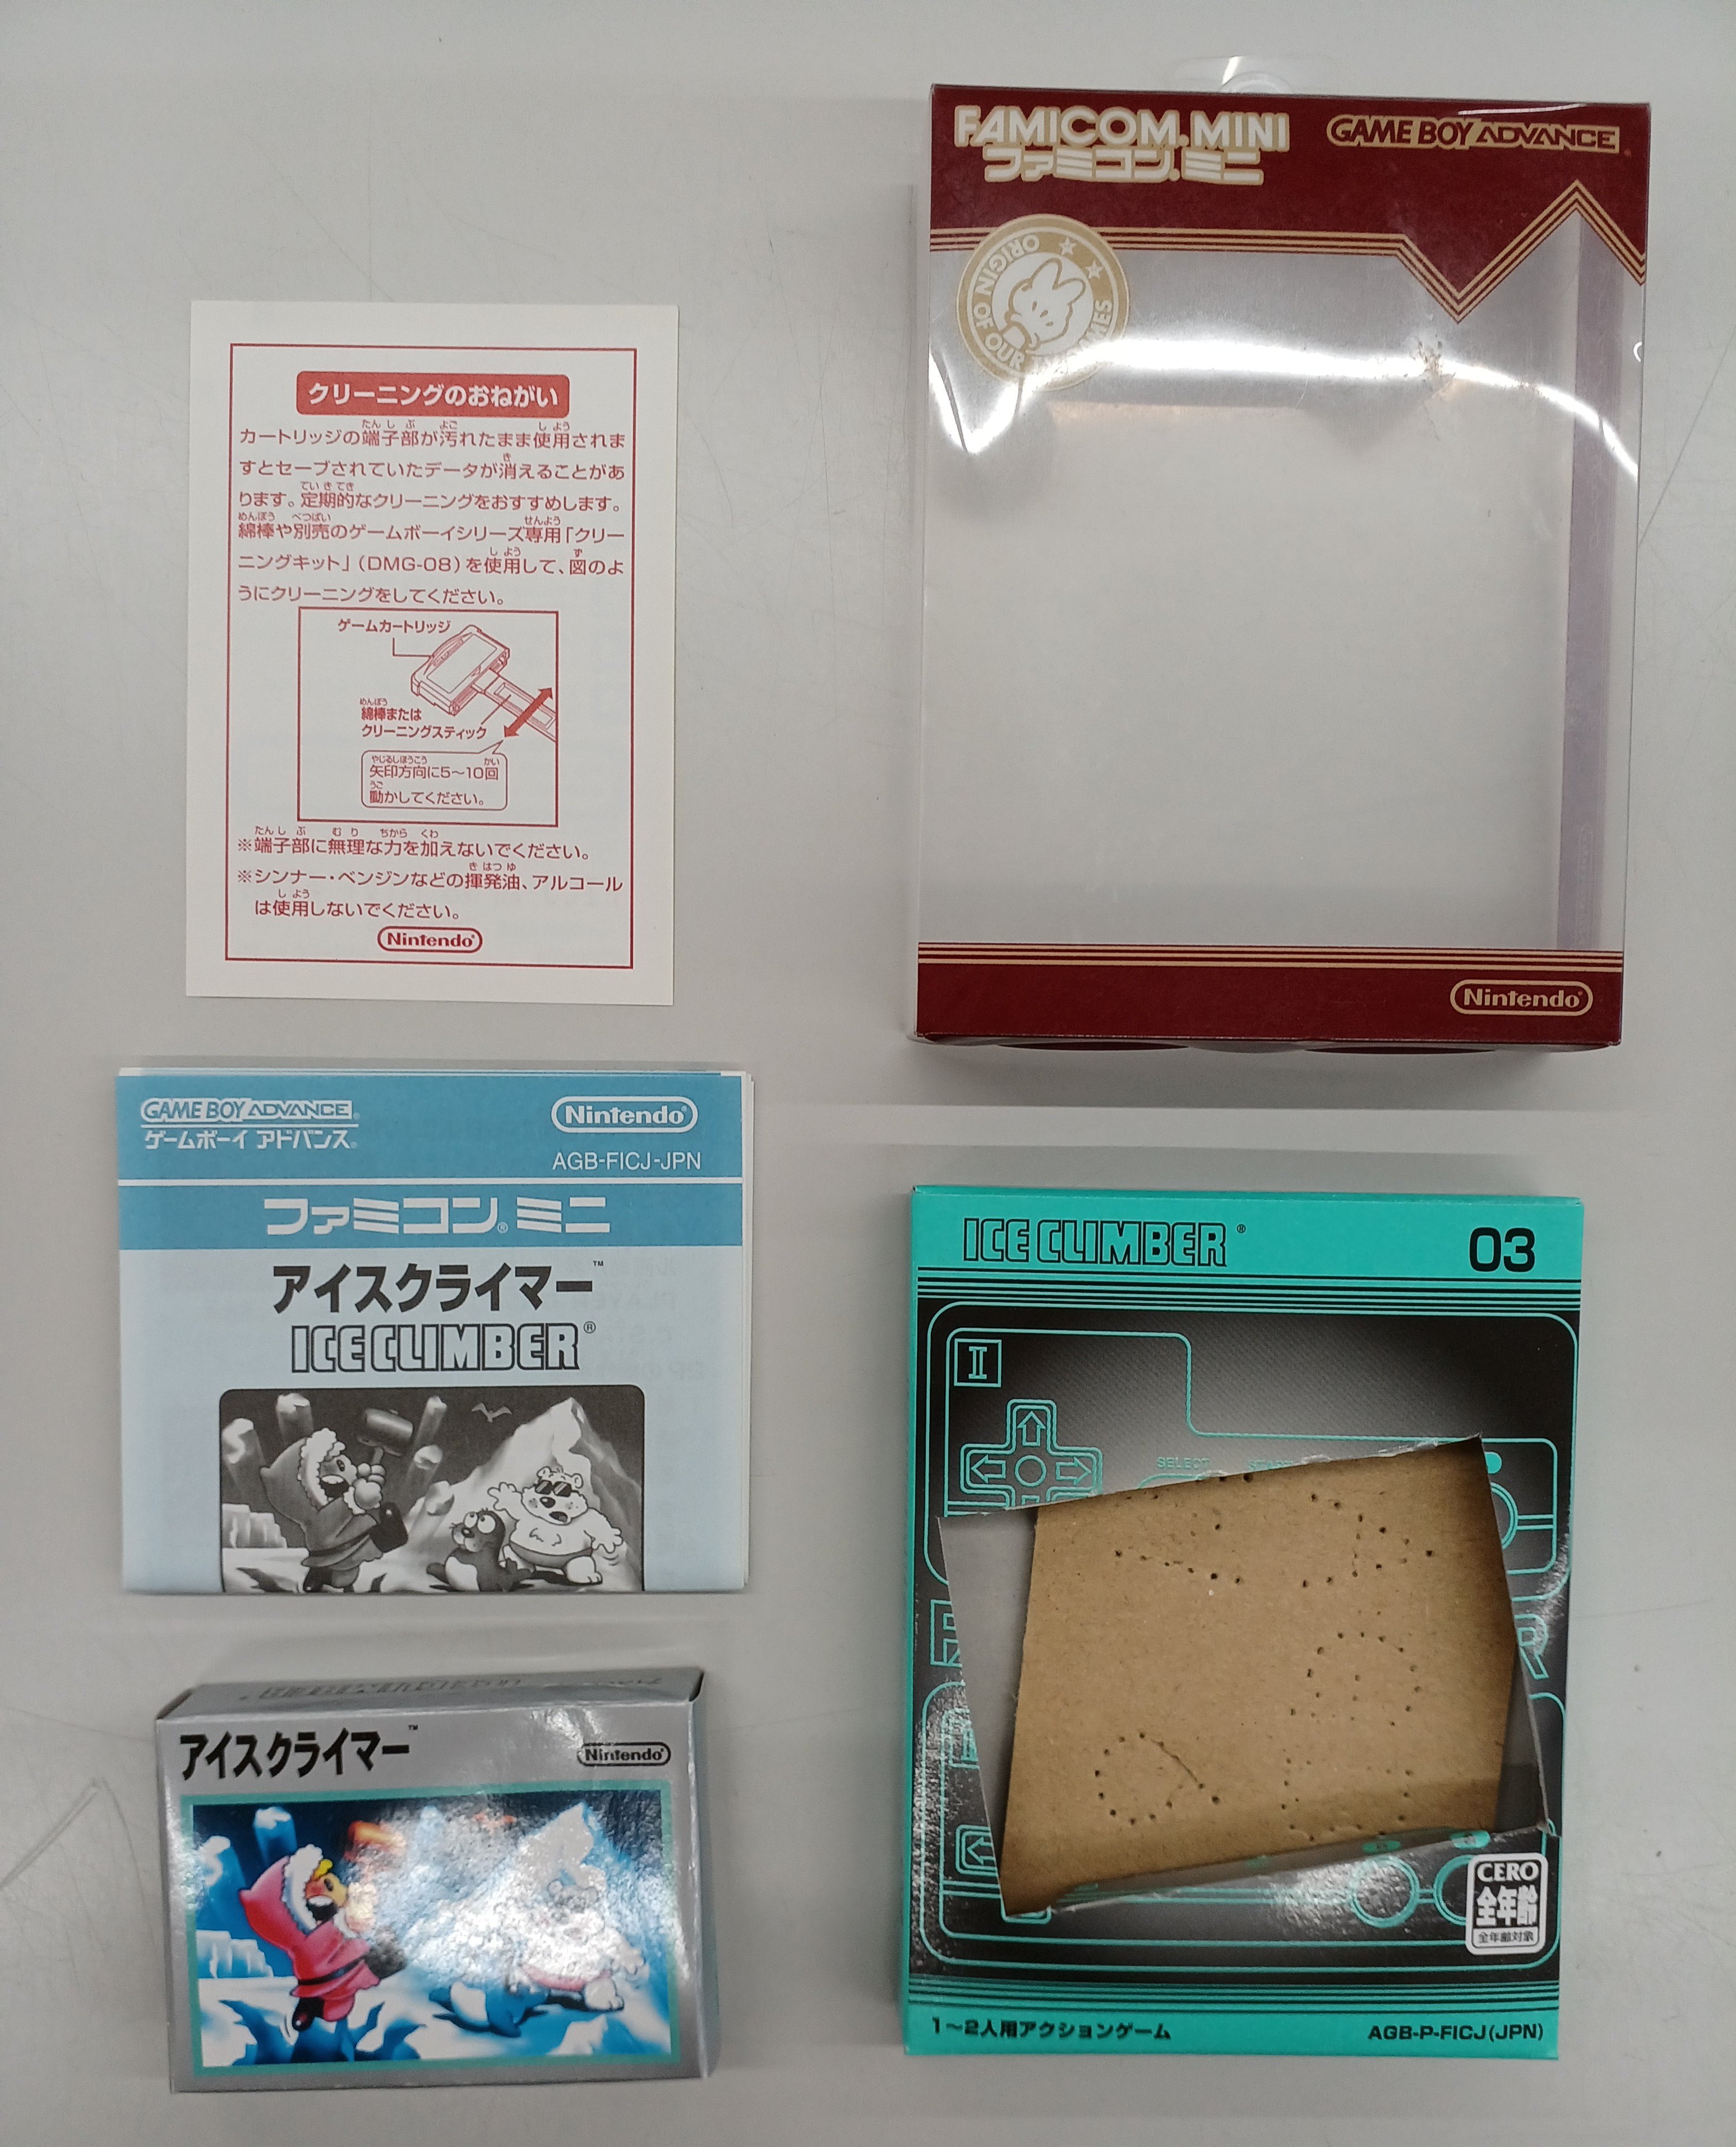 クリーニングのおねがい
カートリッジの端子部が汚れたまま使用されま
すとセーブされていたデータが消えることがあ
ります。定期的なクリーニングをおすすめします。
綿棒や別売のゲームボーイシリーズ専用「クリー
ニングキット」(DMG-08)を使用して、図のよ
うにクリーニングをしてください。
ゲームカートリッジ
綿棒または
クリーニングスティック
矢印方向に5〜10回
動かしてください。
※端子部に無理な力を加えないでください。
※シンナー・ベンジンなどの揮発油、アルコール
は使用しないでください。
Nintendo
FAMICOM MINI
ファミコン ミニ
GAME BOY ADVANCE
ORIGIN OF OUR GAMES
Nintendo
GAME BOY ADVANCE
ゲームボーイ アドバンス
Nintendo
AGB-FICJ-JPN
ファミコン® ミニ
アイスクライマー™
ICE CLIMBER®
アイスクライマー™
Nintendo
ICE CLIMBER®
03
II
SELECT
CERO
全年齢
全年齢対象
1〜2人用アクションゲーム
AGB-P-FICJ(JPN)